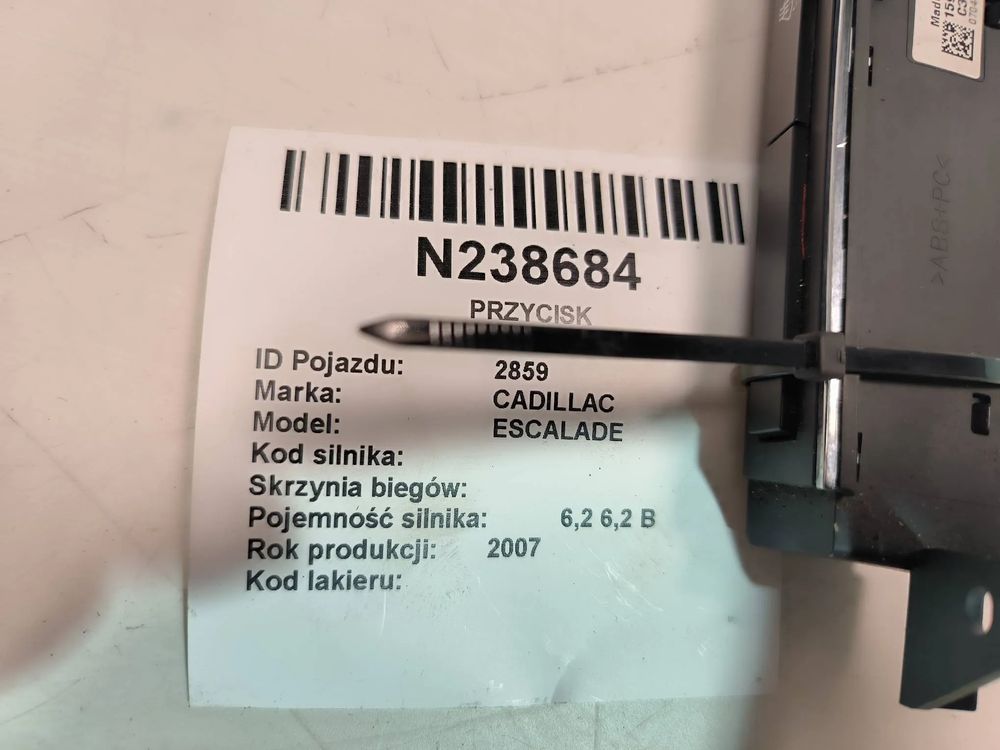 N238684
PRZYCISK
ID Pojazdu: 2859
Marka: CADILLAC
Model: ESCALADE
Kod silnika:
Skrzynia biegów:
Pojemność silnika: 6,2 6,2 B
Rok produkcji: 2007
Kod lakieru:
Made
>ABS+PC<